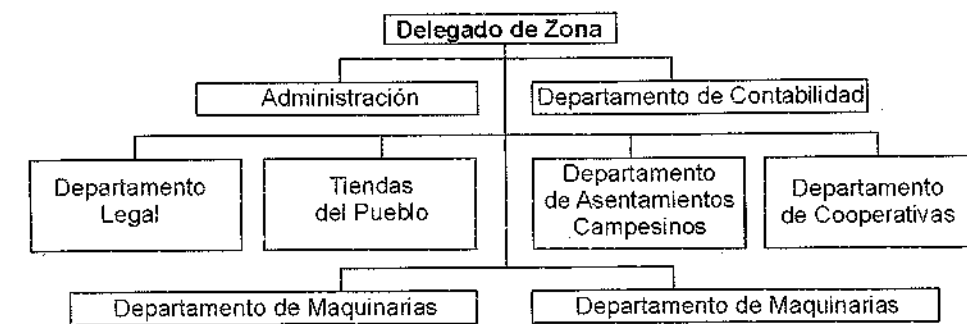 Delegado de Zona
Administración
Departamento de Contabilidad
Departamento
Legal
Tiendas
del Pueblo
Departamento
de Asentamientos
Campesinos
Departamento
de Cooperativas
Departamento de Maquinarias
Departamento de Maquinarias